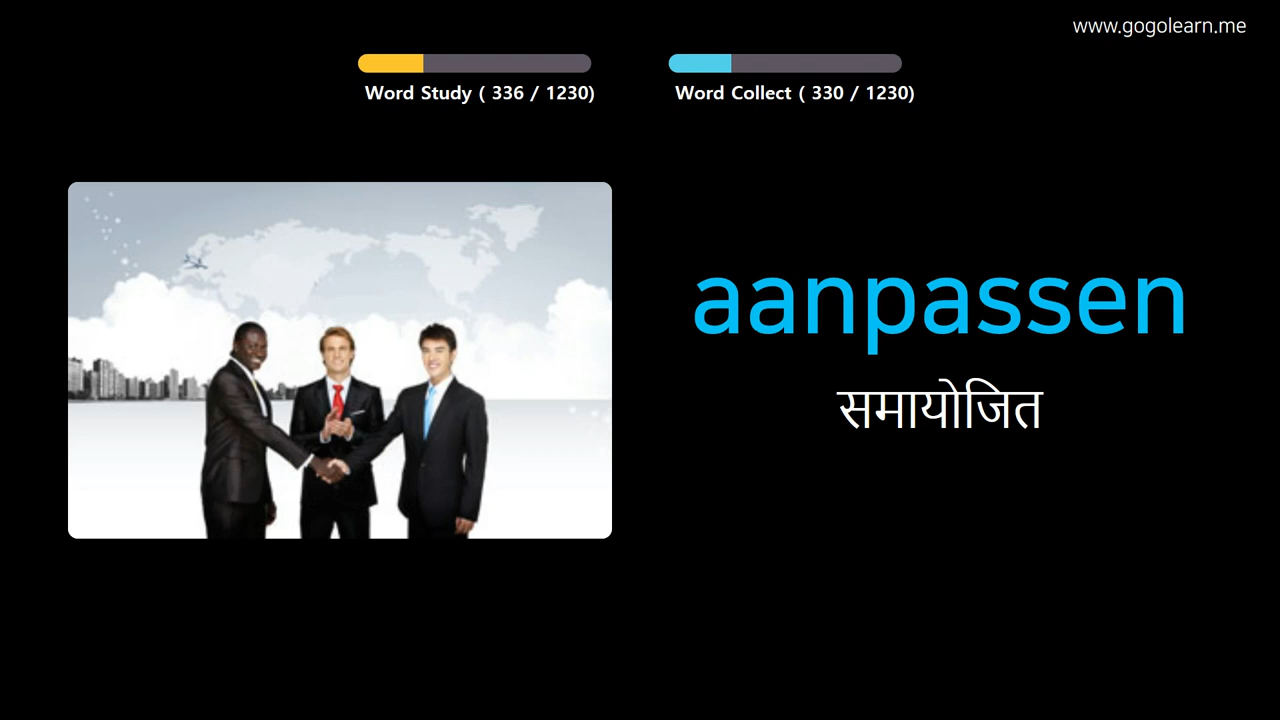 www.gogolearn.me
Word Study ( 336 / 1230)
Word Collect ( 330 / 1230)
aanpassen
समायोजित